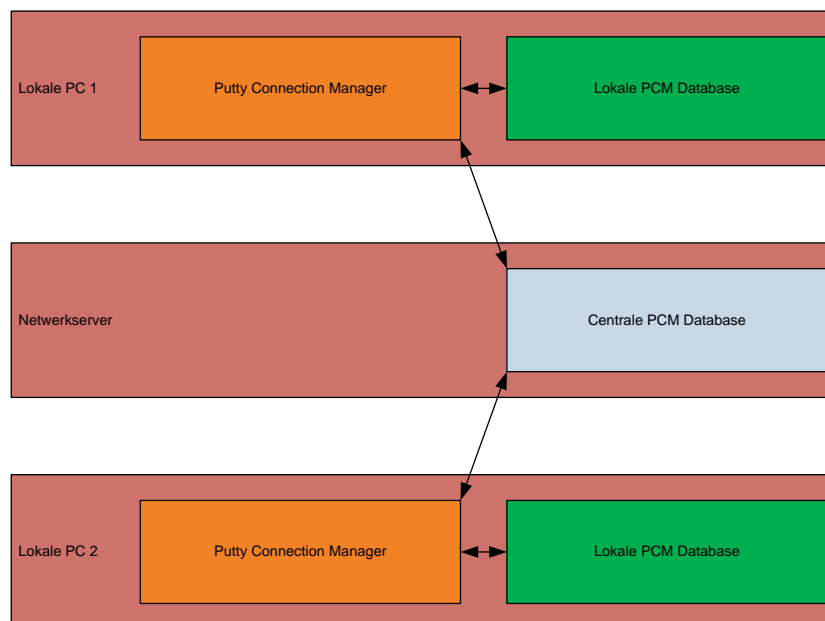 Lokale PC 1
Putty Connection Manager
Lokale PCM Database
Netwerkserver
Centrale PCM Database
Lokale PC 2
Putty Connection Manager
Lokale PCM Database